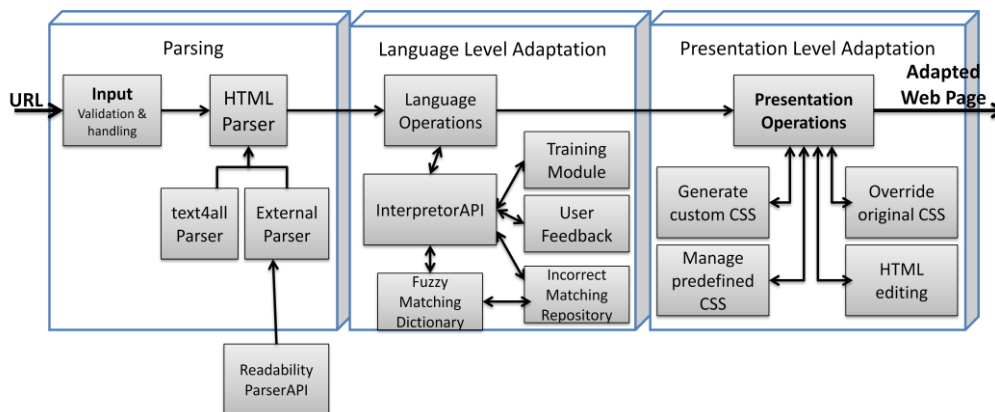 Parsing
URL
Input
Validation &
handling
HTML
Parser
text4all
Parser
External
Parser
Readability
ParserAPI
Language Level Adaptation
Language
Operations
InterpretorAPI
Training
Module
User
Feedback
Fuzzy
Matching
Dictionary
Incorrect
Matching
Repository
Presentation Level Adaptation
Presentation
Operations
Adapted
Web Page
Generate
custom CSS
Override
original CSS
Manage
predefined
CSS
HTML
editing